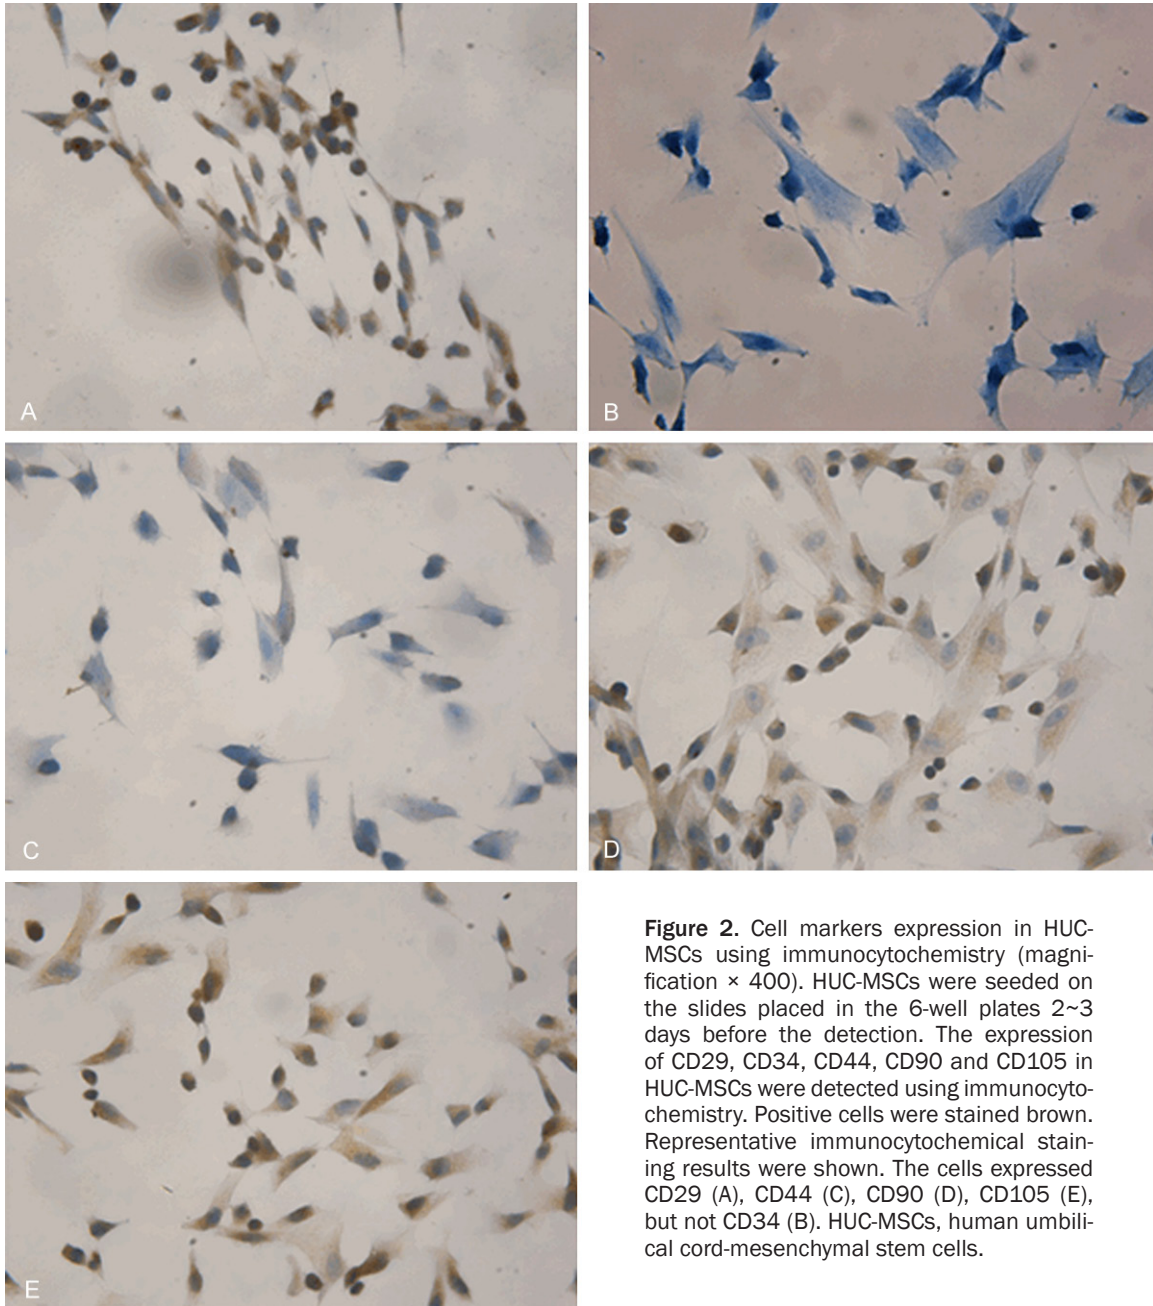 A
B
C
D
E
Figure 2. Cell markers expression in HUC-
MSCs using immunocytochemistry (magni-
fication × 400). HUC-MSCs were seeded on
the slides placed in the 6-well plates 2~3
days before the detection. The expression
of CD29, CD34, CD44, CD90 and CD105 in
HUC-MSCs were detected using immunocyto-
chemistry. Positive cells were stained brown.
Representative immunocytochemical stain-
ing results were shown. The cells expressed
CD29 (A), CD44 (C), CD90 (D), CD105 (E),
but not CD34 (B). HUC-MSCs, human umbili-
cal cord-mesenchymal stem cells.